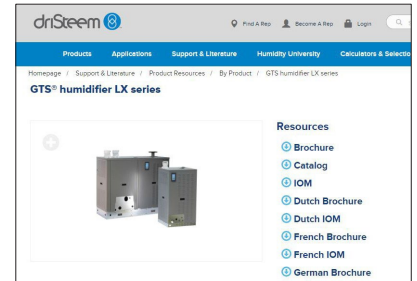 driSteem
Find A Rep Become A Rep Login
Products Applications Support & Literature Humidity University Calculators & Selectio
Homepage / Support & Literature / Product Resources / By Product / GTS humidifier LX series
GTS® humidifier LX series
Resources
Brochure
Catalog
IOM
Dutch Brochure
Dutch IOM
French Brochure
French IOM
German Brochure